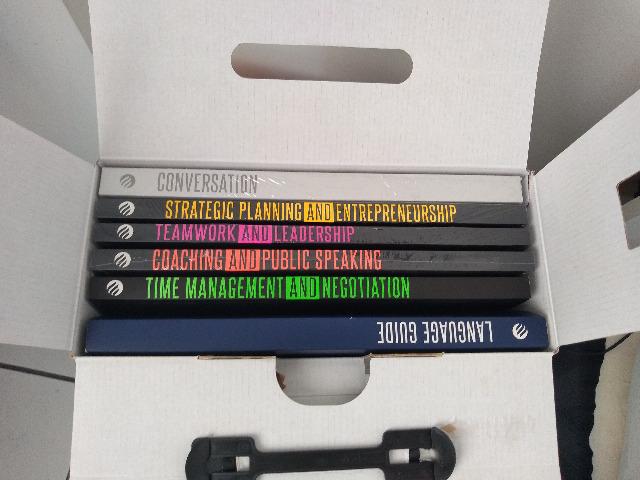 CONVERSATION
STRATEGIC PLANNING AND ENTREPRENEURSHIP
TEAMWORK AND LEADERSHIP
COACHING AND PUBLIC SPEAKING
TIME MANAGEMENT AND NEGOTIATION
LANGUAGE GUIDE